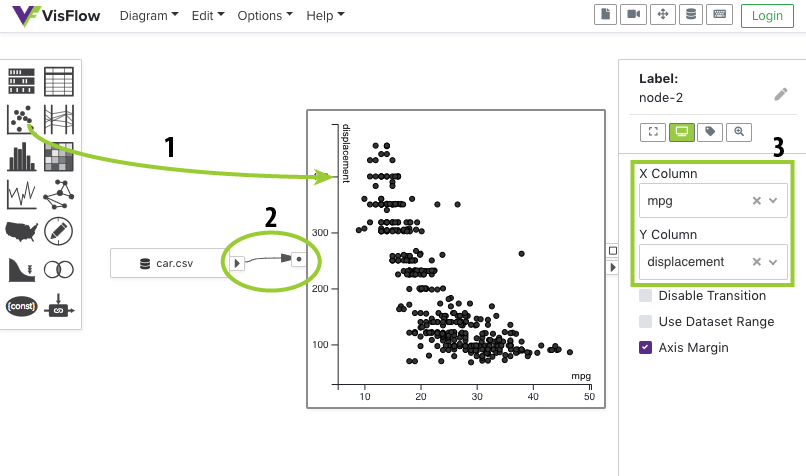 VisFlow Diagram Edit Options Help Login
Label:
node-2
1
2
3
X Column
mpg
Y Column
displacement
Disable Transition
Use Dataset Range
Axis Margin
{const}
car.csv
displacement
300
200
100
mpg
10 20 30 40 50